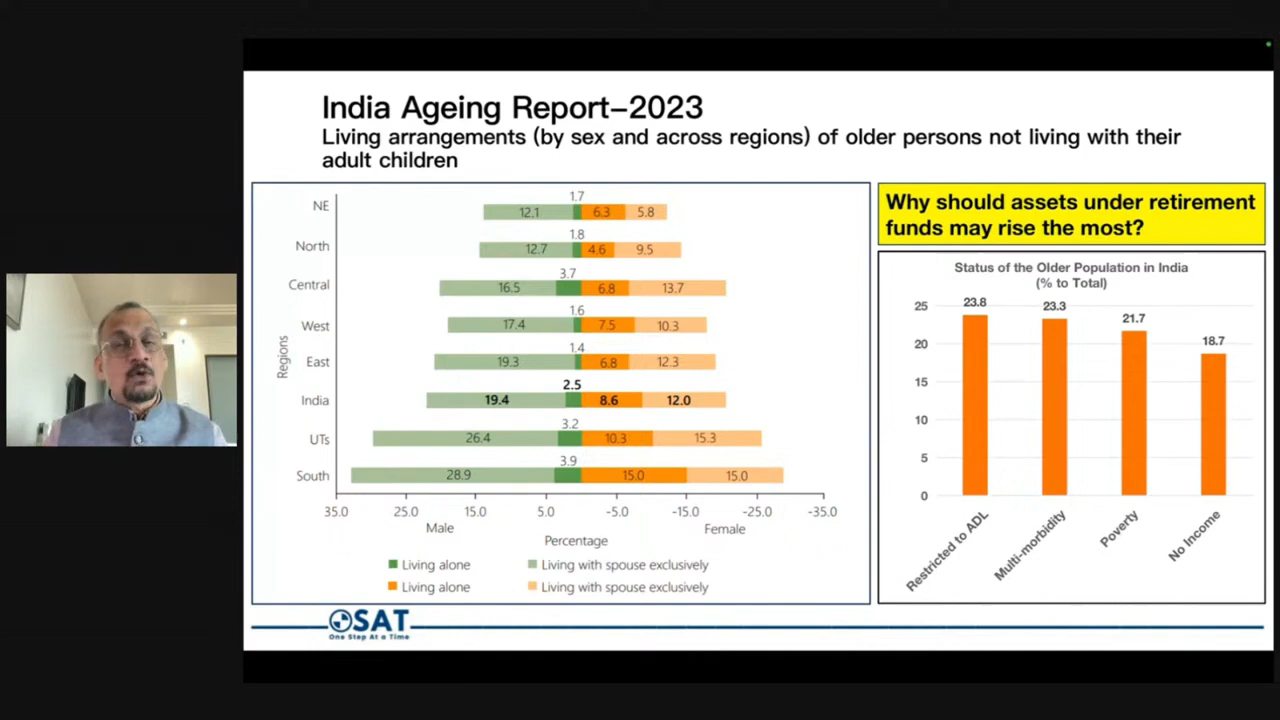 India Ageing Report–2023
Living arrangements (by sex and across regions) of older persons not living with their
adult children
Regions
NE
12.1
1.7
6.3
5.8
North
12.7
1.8
4.6
9.5
Central
16.5
3.7
6.8
13.7
West
17.4
1.6
7.5
10.3
East
19.3
1.4
6.8
12.3
India
19.4
2.5
8.6
12.0
UTs
26.4
3.2
10.3
15.3
South
28.9
3.9
15.0
15.0
35.0 25.0 15.0 5.0 -5.0 -15.0 -25.0 -35.0
Male Female
Percentage
Living alone Living with spouse exclusively
Living alone Living with spouse exclusively
Why should assets under retirement
funds may rise the most?
Status of the Older Population in India
(% to Total)
25
20
15
10
5
0
23.8
23.3
21.7
18.7
Restricted to ADL
Multi-morbidity
Poverty
No Income
OSAT
One Step At a Time